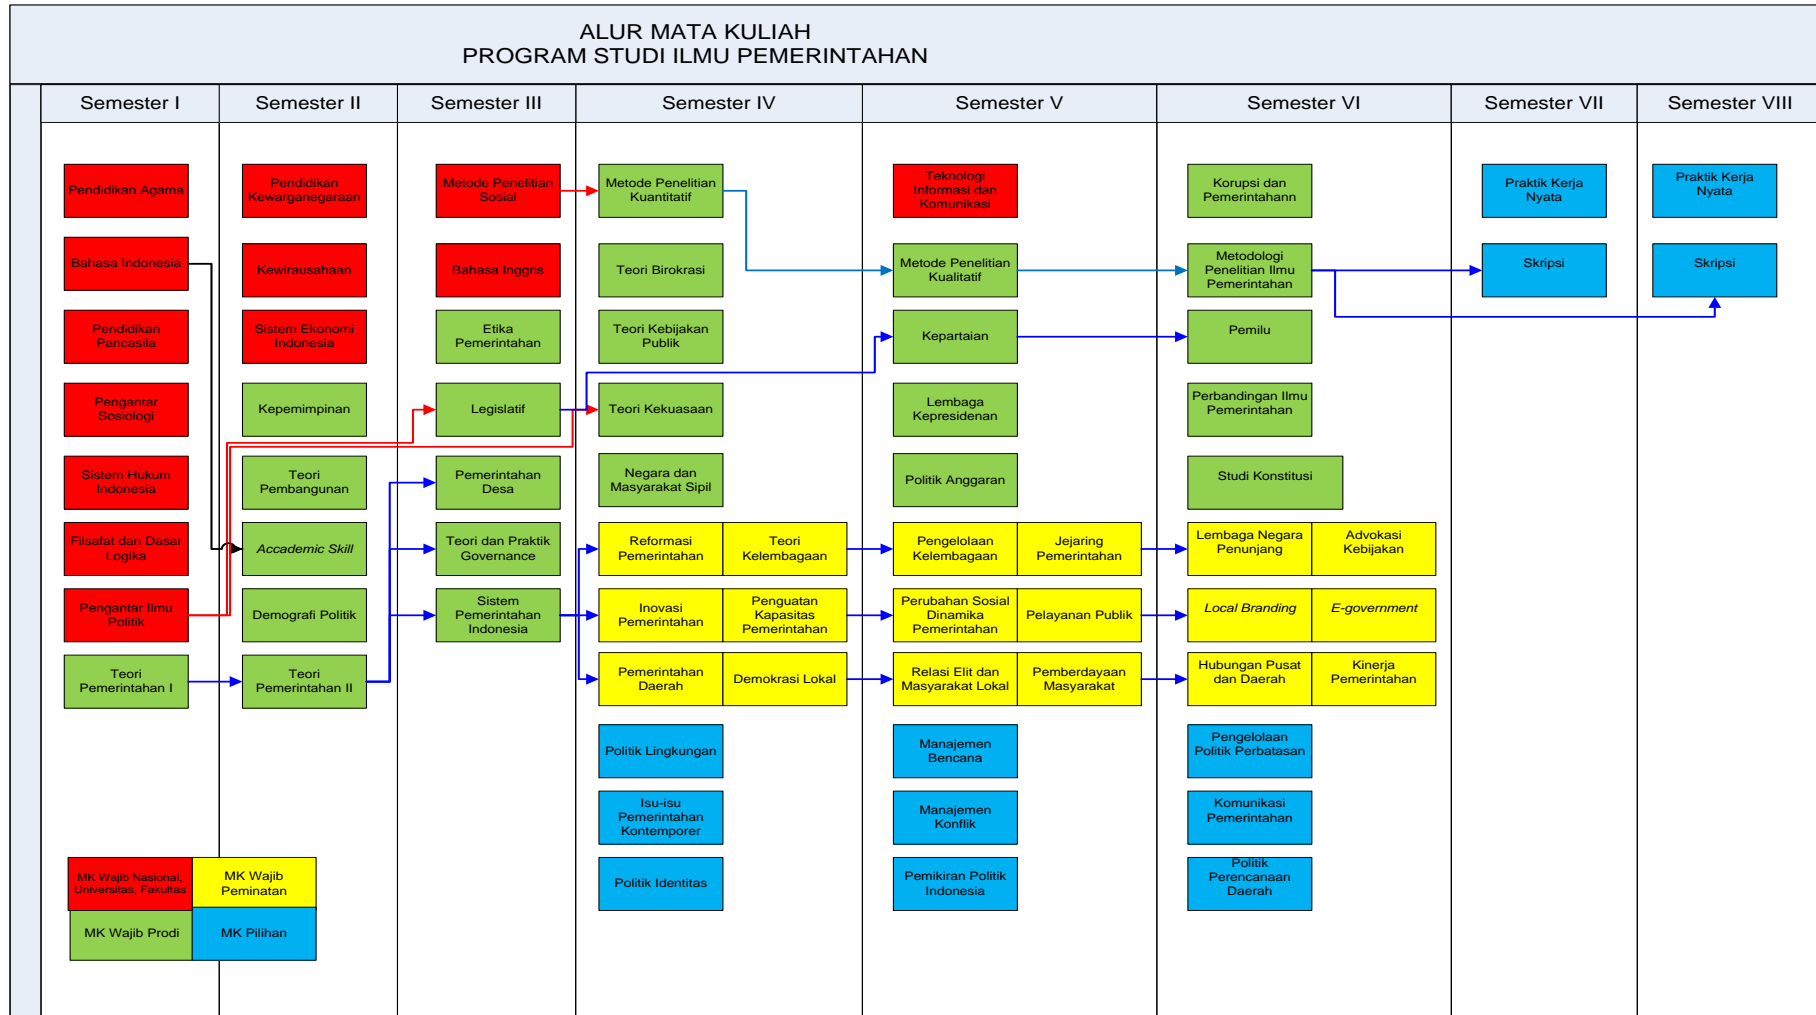 ALUR MATA KULIAH
PROGRAM STUDI ILMU PEMERINTAHAN
Semester I
Semester II
Semester III
Semester IV
Semester V
Semester VI
Semester VII
Semester VIII
Pendidikan Agama
Bahasa Indonesia
Pendidikan
Pancasila
Pengantar
Sosiologi
Sistem Hukum
Indonesia
Filsafat dan Dasar
Logika
Pengantar Ilmu
Politik
Teori
Pemerintahan I
Pendidikan
Kewarganegaraan
Kewirausahaan
Sistem Ekonomi
Indonesia
Kepemimpinan
Teori
Pembangunan
Accademic Skill
Demografi Politik
Teori
Pemerintahan II
Metode Penelitian
Sosial
Bahasa Inggris
Etika
Pemerintahan
Legislatif
Pemerintahan
Desa
Teori dan Praktik
Governance
Sistem
Pemerintahan
Indonesia
Metode Penelitian
Kuantitatif
Teori Birokrasi
Teori Kebijakan
Publik
Teori Kekuasaan
Negara dan
Masyarakat Sipil
Reformasi
Pemerintahan
Teori
Kelembagaan
Inovasi
Pemerintahan
Penguatan
Kapasitas
Pemerintahan
Pemerintahan
Daerah
Demokrasi Lokal
Politik Lingkungan
Isu-isu
Pemerintahan
Kontemporer
Politik Identitas
Teknologi
Informasi dan
Komunikasi
Metode Penelitian
Kualitatif
Kepartaian
Lembaga
Kepresidenan
Politik Anggaran
Pengelolaan
Kelembagaan
Jejaring
Pemerintahan
Perubahan Sosial
Dinamika
Pemerintahan
Pelayanan Publik
Relasi Elit dan
Masyarakat Lokal
Pemberdayaan
Masyarakat
Manajemen
Bencana
Manajemen
Konflik
Pemikiran Politik
Indonesia
Korupsi dan
Pemerintahann
Metodologi
Penelitian Ilmu
Pemerintahan
Pemilu
Perbandingan Ilmu
Pemerintahan
Studi Konstitusi
Lembaga Negara
Penunjang
Advokasi
Kebijakan
Local Branding
E-government
Hubungan Pusat
dan Daerah
Kinerja
Pemerintahan
Pengelolaan
Politik Perbatasan
Komunikasi
Pemerintahan
Politik
Perencanaan
Daerah
Praktik Kerja
Nyata
Skripsi
Praktik Kerja
Nyata
Skripsi
MK Wajib Nasional,
Universitas, Fakultas
MK Wajib
Peminatan
MK Wajib Prodi
MK Pilihan